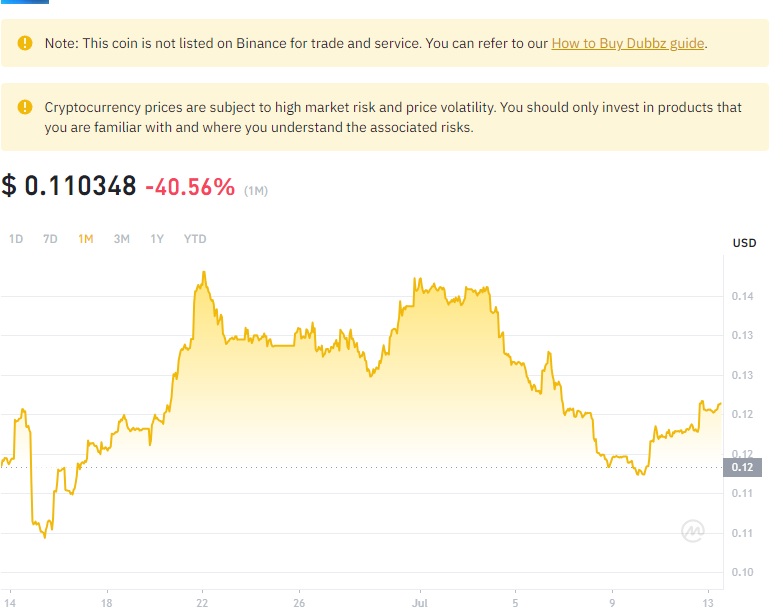 Note: This coin is not listed on Binance for trade and service. You can refer to our How to Buy Dubbz guide.
Cryptocurrency prices are subject to high market risk and price volatility. You should only invest in products that
you are familiar with and where you understand the associated risks.
$ 0.110348 -40.56% (1M)
1D 7D 1M 3M 1Y YTD
USD
0.14
0.13
0.13
0.12
0.12
0.12
0.11
0.11
0.10
14 18 22 26 Jul 5 9 13